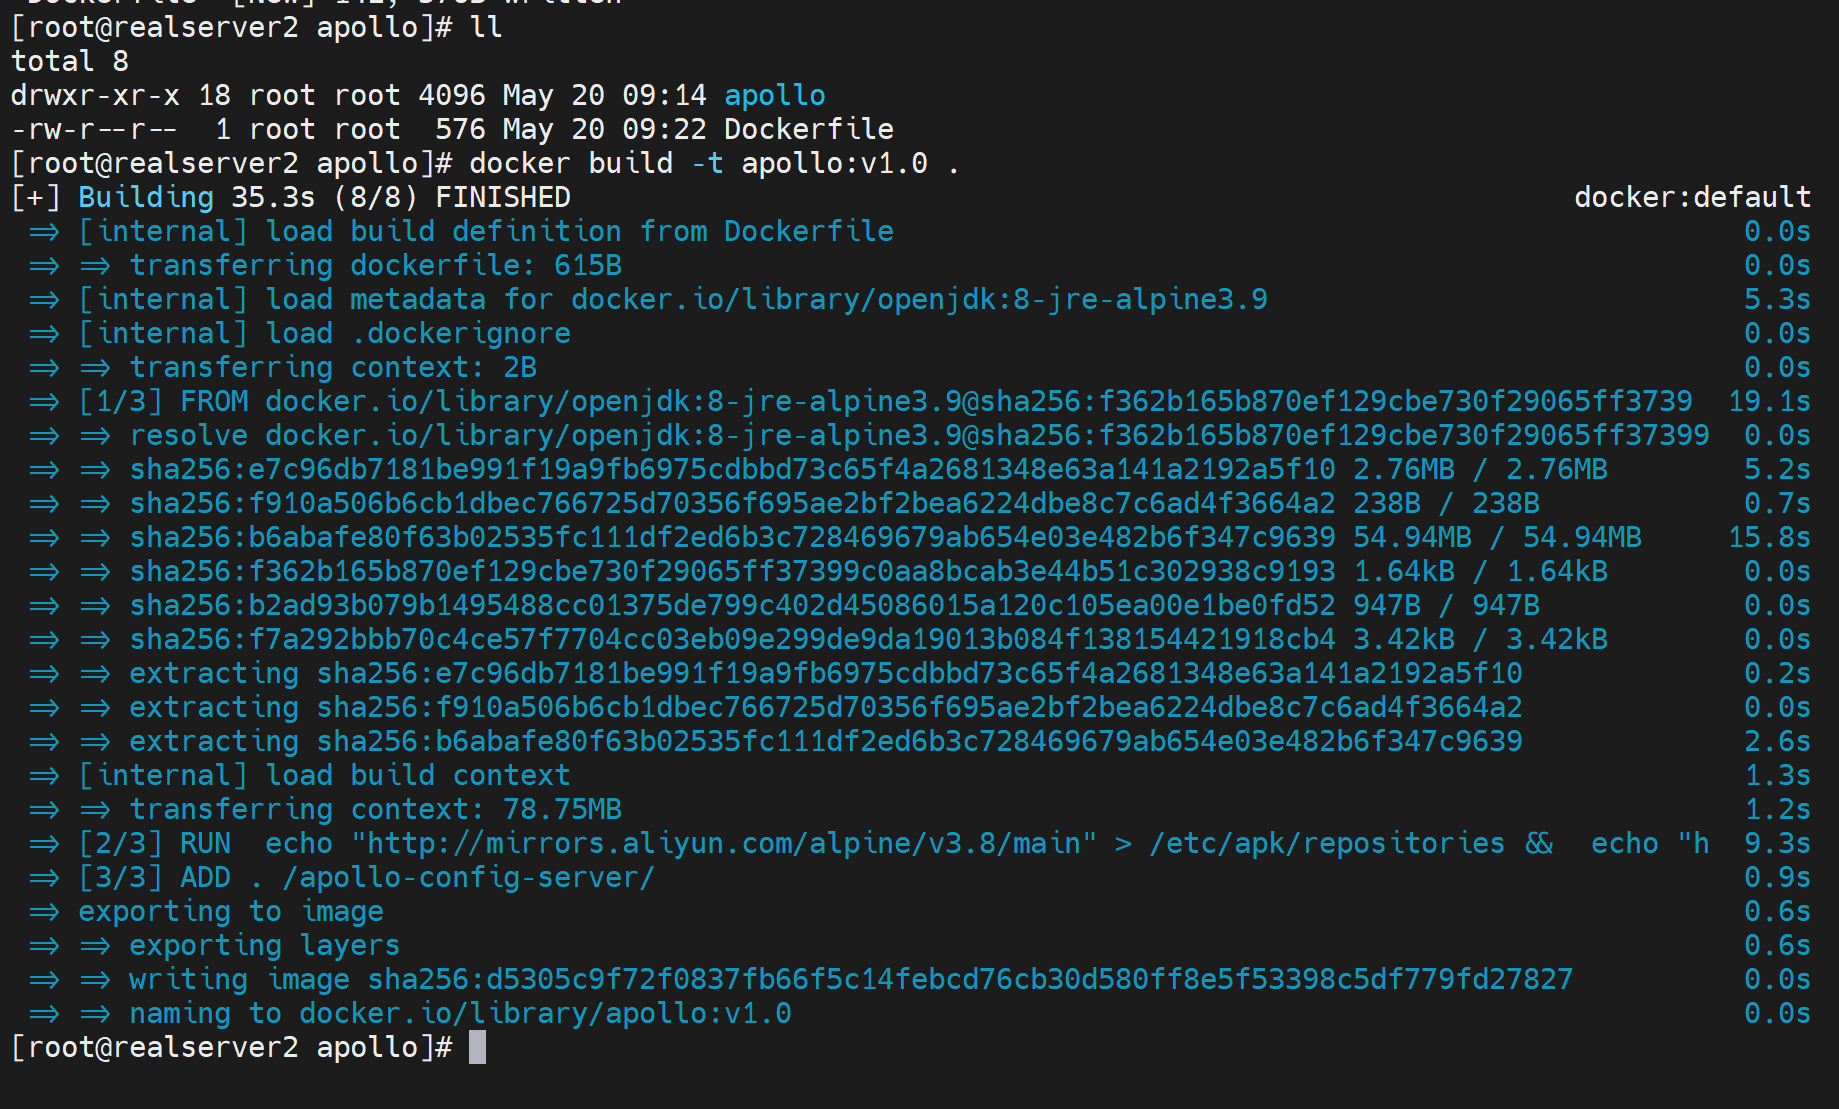 [root@realserver2 apollo]# ll
total 8
drwxr-xr-x 18 root root 4096 May 20 09:14 apollo
-rw-r--r--  1 root root  576 May 20 09:22 Dockerfile
[root@realserver2 apollo]# docker build -t apollo:v1.0 .
[+] Building 35.3s (8/8) FINISHED docker:default
=> [internal] load build definition from Dockerfile 0.0s
=> => transferring dockerfile: 615B 0.0s
=> [internal] load metadata for docker.io/library/openjdk:8-jre-alpine3.9 5.3s
=> [internal] load .dockerignore 0.0s
=> => transferring context: 2B 0.0s
=> [1/3] FROM docker.io/library/openjdk:8-jre-alpine3.9@sha256:f362b165b870ef129cbe730f29065ff3739 19.1s
=> => resolve docker.io/library/openjdk:8-jre-alpine3.9@sha256:f362b165b870ef129cbe730f29065ff37399 0.0s
=> => sha256:e7c96db7181be991f19a9fb6975cdbbd73c65f4a2681348e63a141a2192a5f10 2.76MB / 2.76MB 5.2s
=> => sha256:f910a506b6cb1dbec766725d70356f695ae2bf2bea6224dbe8c7c6ad4f3664a2 238B / 238B 0.7s
=> => sha256:b6abafe80f63b02535fc111df2ed6b3c728469679ab654e03e482b6f347c9639 54.94MB / 54.94MB 15.8s
=> => sha256:f362b165b870ef129cbe730f29065ff37399c0aa8bcab3e44b51c302938c9193 1.64kB / 1.64kB 0.0s
=> => sha256:b2ad93b079b1495488cc01375de799c402d45086015a120c105ea00e1be0fd52 947B / 947B 0.0s
=> => sha256:f7a292bbb70c4ce57f7704cc03eb09e299de9da19013b084f138154421918cb4 3.42kB / 3.42kB 0.0s
=> => extracting sha256:e7c96db7181be991f19a9fb6975cdbbd73c65f4a2681348e63a141a2192a5f10 0.2s
=> => extracting sha256:f910a506b6cb1dbec766725d70356f695ae2bf2bea6224dbe8c7c6ad4f3664a2 0.0s
=> => extracting sha256:b6abafe80f63b02535fc111df2ed6b3c728469679ab654e03e482b6f347c9639 2.6s
=> [internal] load build context 1.3s
=> => transferring context: 78.75MB 1.2s
=> [2/3] RUN  echo "http://mirrors.aliyun.com/alpine/v3.8/main" > /etc/apk/repositories &&  echo "h 9.3s
=> [3/3] ADD . /apollo-config-server/ 0.9s
=> exporting to image 0.6s
=> => exporting layers 0.6s
=> => writing image sha256:d5305c9f72f0837fb66f5c14febcd76cb30d580ff8e5f53398c5df779fd27827 0.0s
=> => naming to docker.io/library/apollo:v1.0 0.0s
[root@realserver2 apollo]#